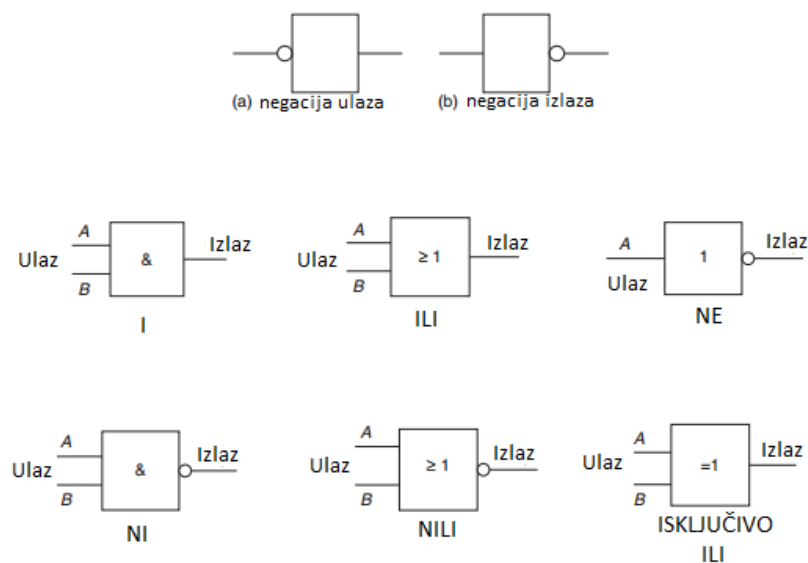 (a) negacija ulaza
(b) negacija izlaza
A
Ulaz
B
&
Izlaz
I
A
Ulaz
B
≥ 1
Izlaz
ILI
A
Ulaz
1
Izlaz
NE
A
Ulaz
B
&
Izlaz
NI
A
Ulaz
B
≥ 1
Izlaz
NILI
A
Ulaz
B
=1
Izlaz
ISKLJUČIVO
ILI